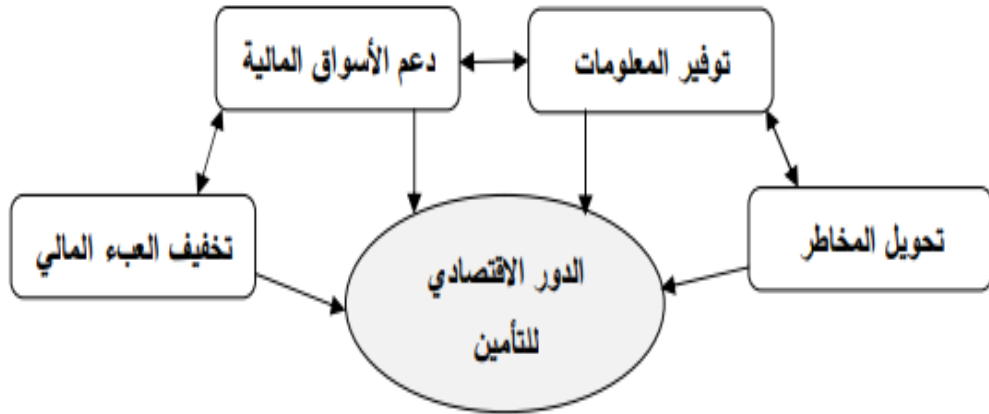 توفير المعلومات
دعم الأسواق المالية
تحويل المخاطر
تخفيف العبء المالي
الدور الاقتصادي
للتأمين